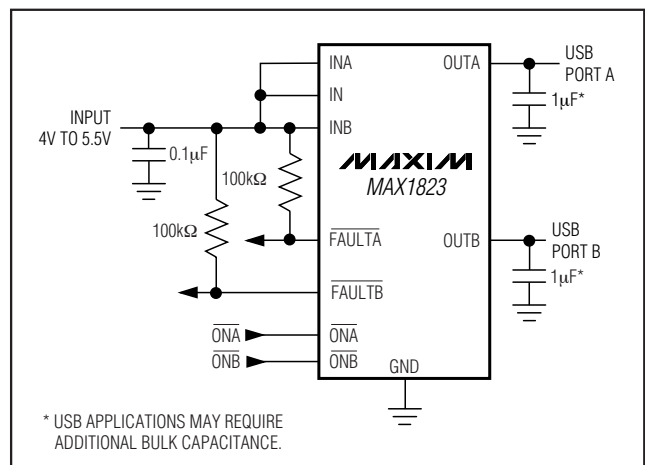 INA
OUTA
USB
PORT A
IN
1µF*
INPUT
4V TO 5.5V
INB
0.1µF
MAXIM
MAX1823
100kΩ
100kΩ
FAULTA
OUTB
USB
PORT B
FAULTB
1µF*
ONA
ONA
ONB
ONB
GND
* USB APPLICATIONS MAY REQUIRE
ADDITIONAL BULK CAPACITANCE.